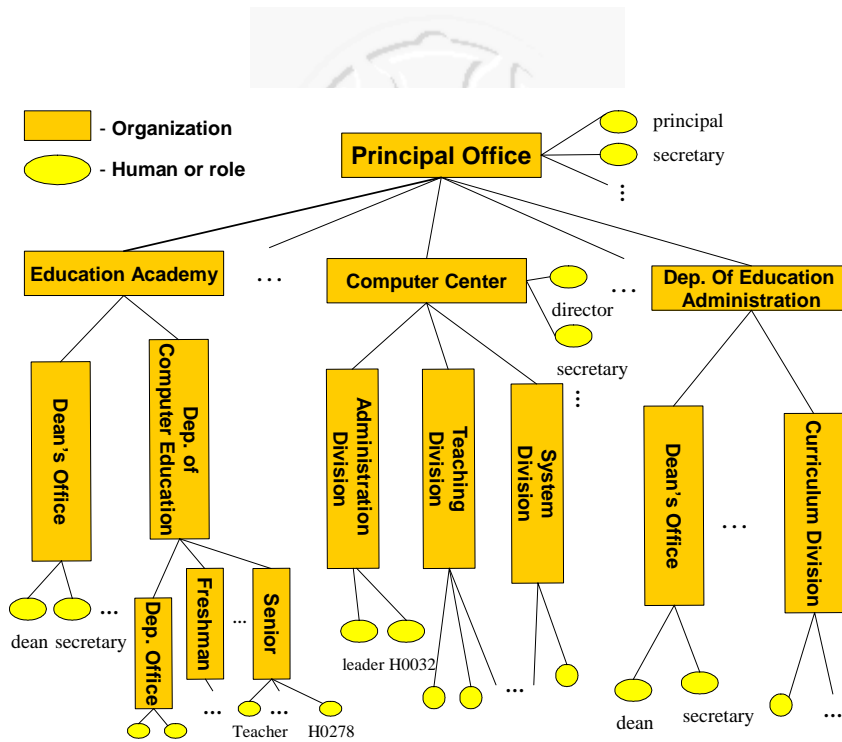 - Organization
- Human or role
Principal Office
principal
secretary
...
Education Academy
...
Computer Center
director
secretary
...
...
Dep. Of Education
Administration
Dean's Office
Dep. of
Computer Education
Administration
Division
Teaching
Division
System
Division
Dean's Office
...
Curriculum Division
dean
secretary
...
Dep. Office
Freshman
...
Senior
...
Teacher
...
H0278
leader
H0032
...
dean
secretary
...